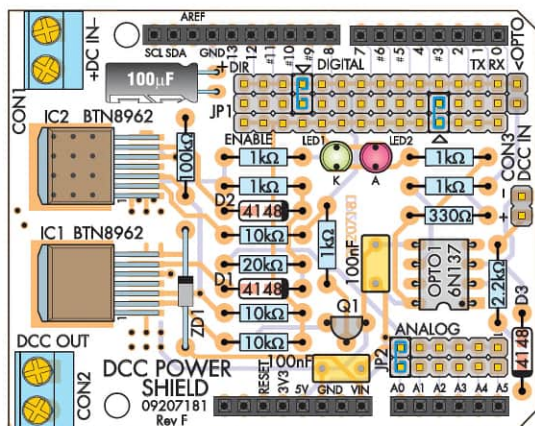 AREF
SCL SDA GND 13 12 #11 #10 #9 8 7 #6 #5 4 #3 2 1 0
TX RX
<OPTO
+DC IN–
CON1
100µF
+
DIR DIGITAL
JP1
IC2 BTN8962
100kΩ
ENABLE
LED1
LED2
K
A
CON3
DCC IN
–
+
1kΩ
1kΩ
1kΩ
1kΩ
D2
4148
330Ω
10kΩ
1kΩ
100nF
OPTO1
6N137
2.2kΩ
IC1 BTN8962
20kΩ
D1
4148
10kΩ
10kΩ
ZD1
Q1
D3
4148
DCC OUT
CON2
DCC POWER
SHIELD
09207181
Rev F
100nF
JP2
ANALOG
RESET
3V3
5V
GND
VIN
A0 A1 A2 A3 A4 A5